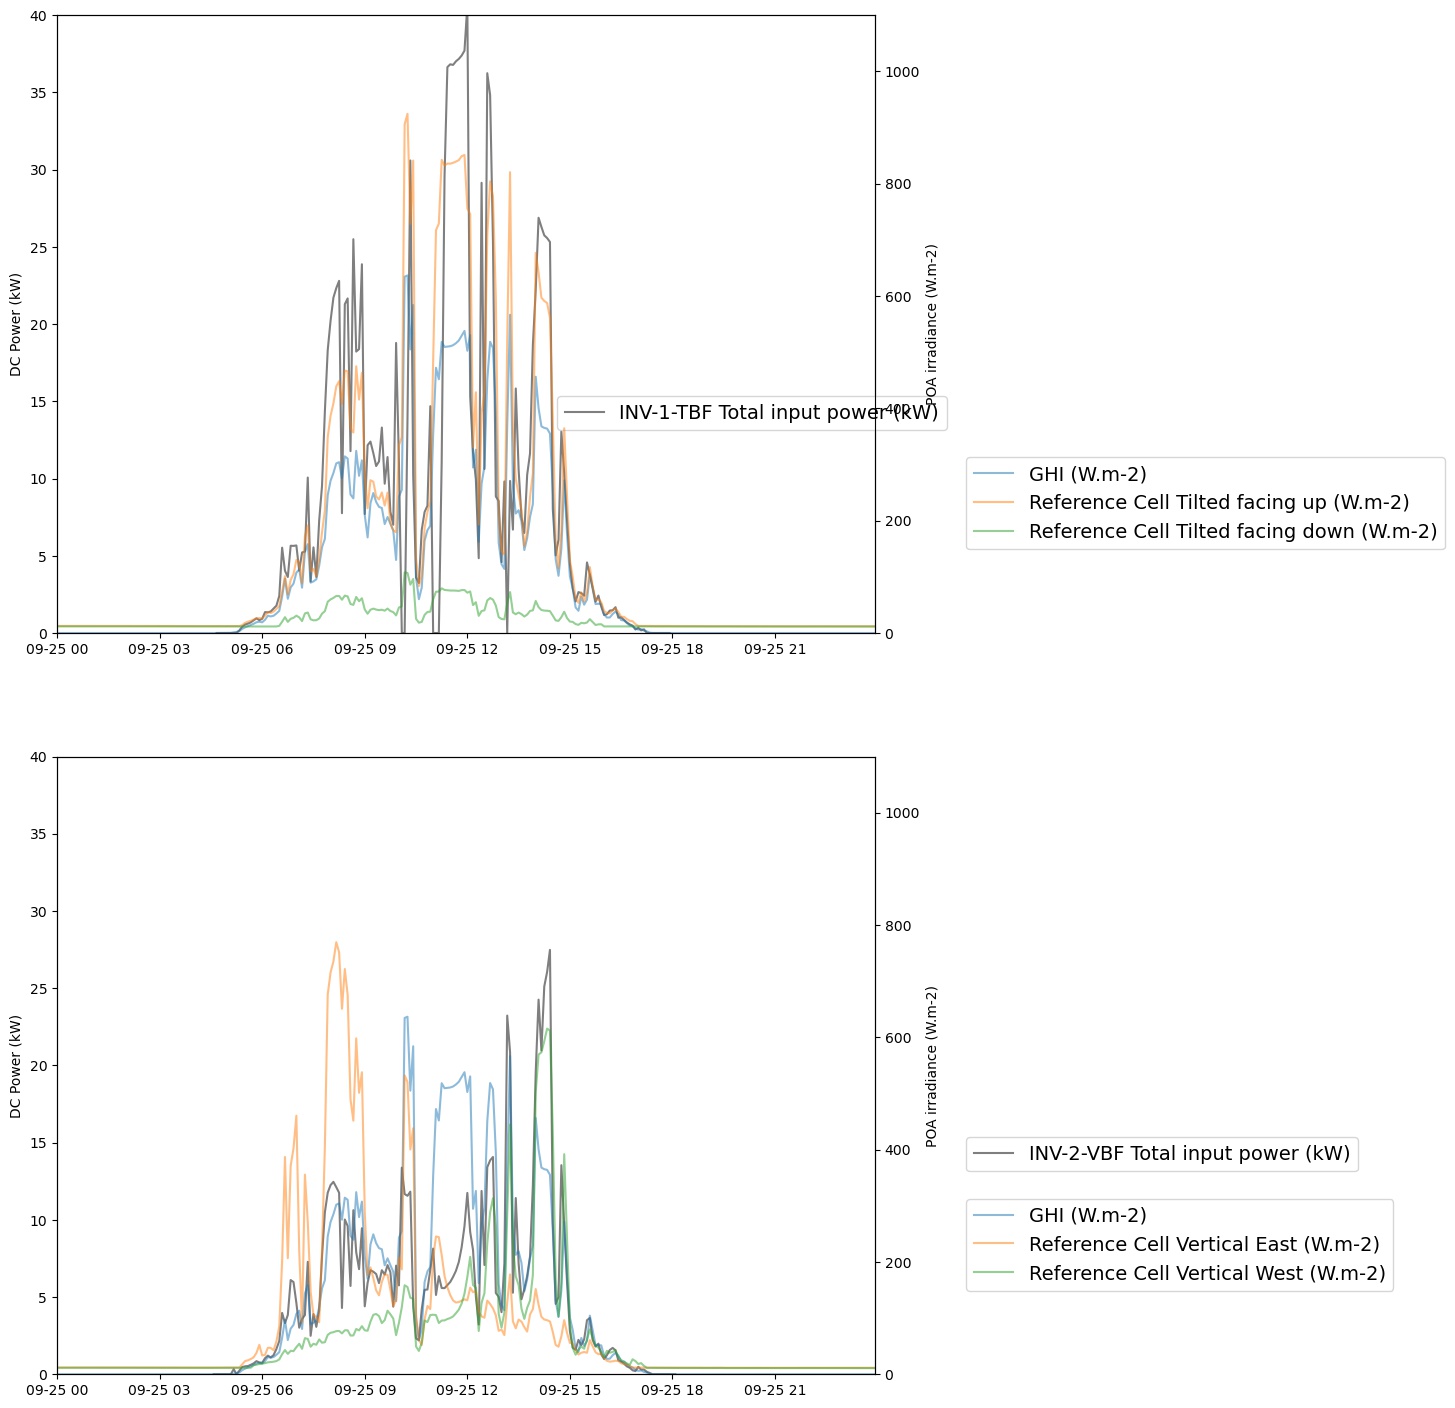 40
35
30
25
20
15
10
5
0
DC Power (kW)
1000
800
600
400
200
0
POA irradiance (W.m-2)
INV-1-TBF Total input power (kW)
GHI (W.m-2)
Reference Cell Tilted facing up (W.m-2)
Reference Cell Tilted facing down (W.m-2)
09-25 00 09-25 03 09-25 06 09-25 09 09-25 12 09-25 15 09-25 18 09-25 21
40
35
30
25
20
15
10
5
0
DC Power (kW)
1000
800
600
400
200
0
POA irradiance (W.m-2)
INV-2-VBF Total input power (kW)
GHI (W.m-2)
Reference Cell Vertical East (W.m-2)
Reference Cell Vertical West (W.m-2)
09-25 00 09-25 03 09-25 06 09-25 09 09-25 12 09-25 15 09-25 18 09-25 21